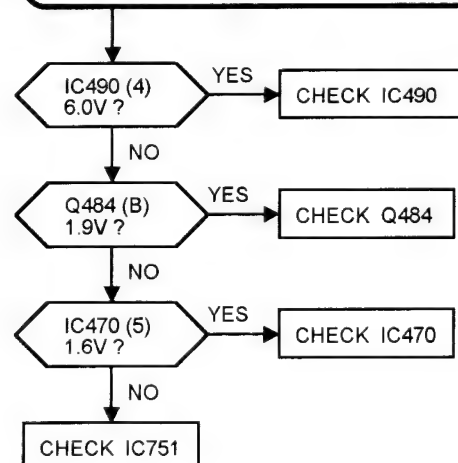 IC490 (4)
6.0V ?
YES
CHECK IC490
NO
Q484 (B)
1.9V ?
YES
CHECK Q484
NO
IC470 (5)
1.6V ?
YES
CHECK IC470
NO
CHECK IC751